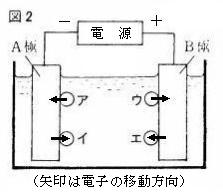 図2
－ 電源 ＋
A極 B極
ア ウ
イ エ
(矢印は電子の移動方向)